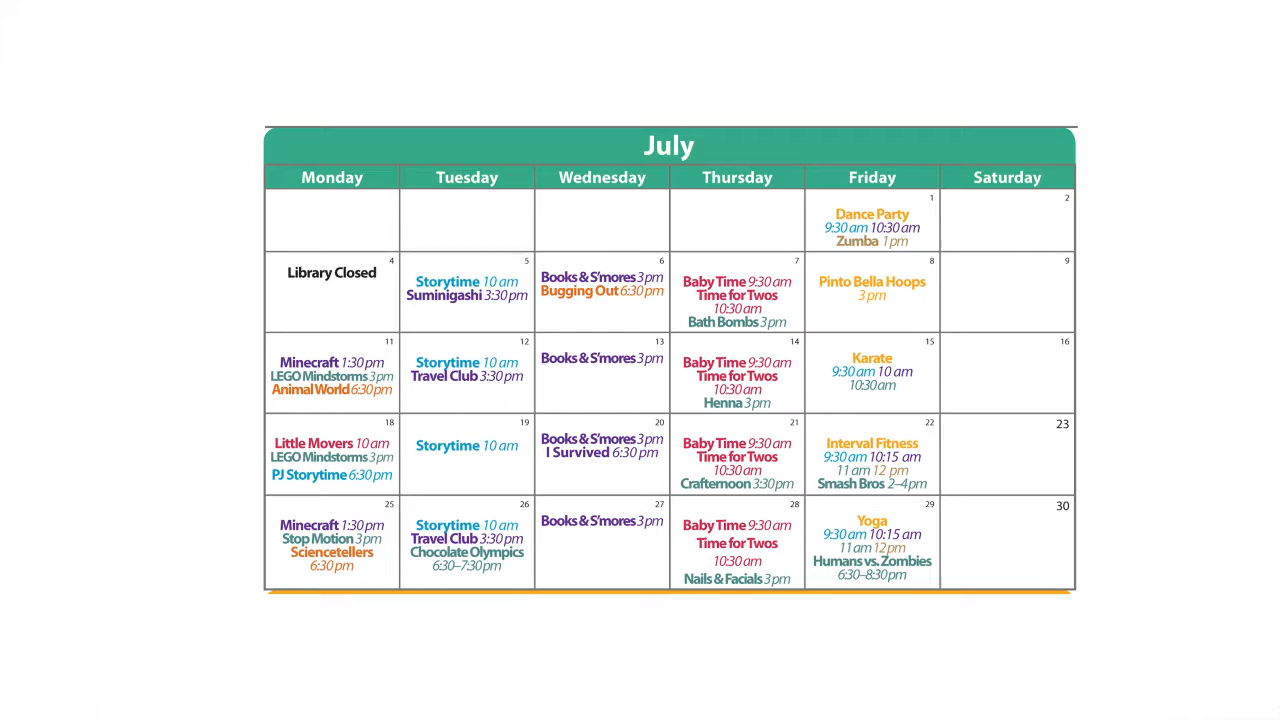 July
Monday Tuesday Wednesday Thursday Friday Saturday
1
Dance Party
9:30 am 10:30 am
Zumba 1 pm
2
4
Library Closed
5
Storytime 10 am
Suminigashi 3:30 pm
6
Books & S'mores 3 pm
Bugging Out 6:30 pm
7
Baby Time 9:30 am
Time for Twos
10:30 am
Bath Bombs 3 pm
8
Pinto Bella Hoops
3 pm
9
11
Minecraft 1:30 pm
LEGO Mindstorms 3 pm
Animal World 6:30 pm
12
Storytime 10 am
Travel Club 3:30 pm
13
Books & S'mores 3 pm
14
Baby Time 9:30 am
Time for Twos
10:30 am
Henna 3 pm
15
Karate
9:30 am 10 am
10:30 am
16
18
Little Movers 10 am
LEGO Mindstorms 3 pm
PJ Storytime 6:30 pm
19
Storytime 10 am
20
Books & S'mores 3 pm
I Survived 6:30 pm
21
Baby Time 9:30 am
Time for Twos
10:30 am
Crafternoon 3:30 pm
22
Interval Fitness
9:30 am 10:15 am
11 am 12 pm
Smash Bros 2–4 pm
23
25
Minecraft 1:30 pm
Stop Motion 3 pm
Sciencetellers
6:30 pm
26
Storytime 10 am
Travel Club 3:30 pm
Chocolate Olympics
6:30–7:30 pm
27
Books & S'mores 3 pm
28
Baby Time 9:30 am
Time for Twos
10:30 am
Nails & Facials 3 pm
29
Yoga
9:30 am 10:15 am
11 am 12 pm
Humans vs. Zombies
6:30–8:30 pm
30